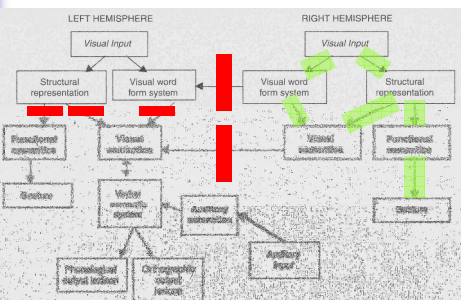 LEFT HEMISPHERE
RIGHT HEMISPHERE
Visual Input
Visual Input
Structural
representation
Visual word
form system
Visual word
form system
Structural
representation
Functional
semantics
Visual
semantics
Visual
semantics
Functional
semantics
Gesture
Verbal
semantic
system
Auditory
Gesture
Auditory
input
Phonological
output lexicon
Orthographic
output
lexicon